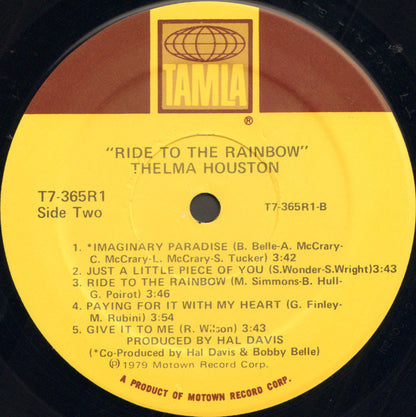 TAMLA
®
"RIDE TO THE RAINBOW"
THELMA HOUSTON
T7-365R1
Side Two
T7-365R1-B
1. *IMAGINARY PARADISE (B. Belle-A. McCrary-
C. McCrary-L. McCrary-S. Tucker) 3:42
2. JUST A LITTLE PIECE OF YOU (S.Wonder-S.Wright)3:43
3. RIDE TO THE RAINBOW (M. Simmons-B. Hull-
G. Poirot) 3:46
4. PAYING FOR IT WITH MY HEART (G. Finley-
M. Rubini) 3:54
5. GIVE IT TO ME (R. Wilson) 3:43
PRODUCED BY HAL DAVIS
(*Co-Produced by Hal Davis & Bobby Belle)
℗1979 Motown Record Corp.
A PRODUCT OF MOTOWN RECORD CORP.